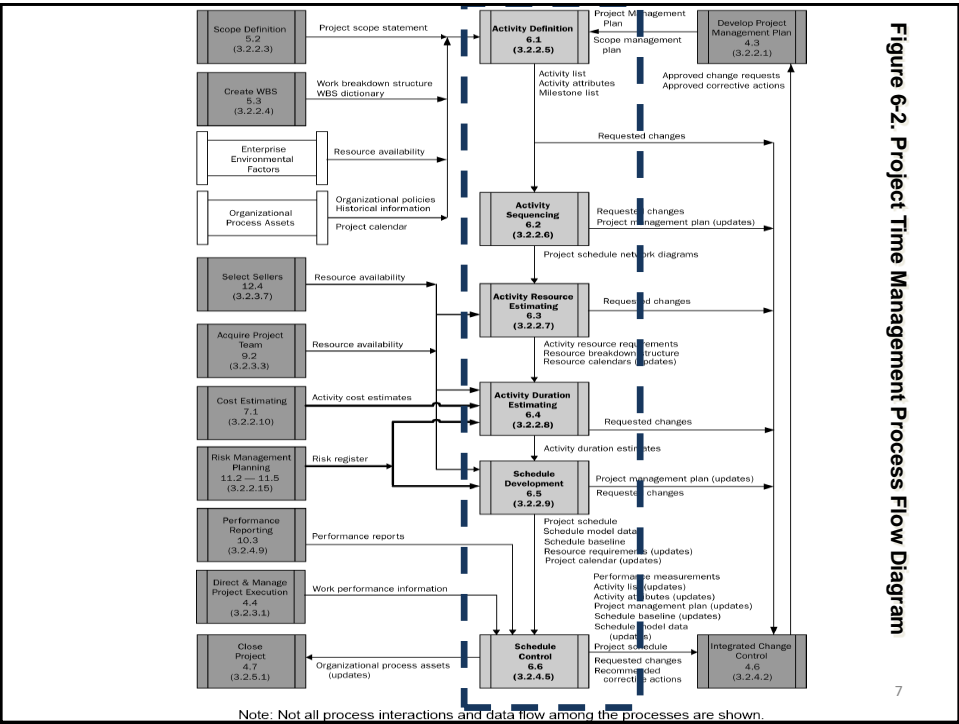 Scope Definition
5.2
(3.2.2.3)
Project scope statement
Activity Definition
6.1
(3.2.2.5)
Project Management
Plan
Scope management
plan
Develop Project
Management Plan
4.3
(3.2.2.1)
Create WBS
5.3
(3.2.2.4)
Work breakdown structure
WBS dictionary
Activity list
Activity attributes
Milestone list
Approved change requests
Approved corrective actions
Enterprise
Environmental
Factors
Resource availability
Requested changes
Organizational
Process Assets
Organizational policies
Historical information
Project calendar
Activity
Sequencing
6.2
(3.2.2.6)
Requested changes
Project management plan (updates)
Project schedule network diagrams
Select Sellers
12.4
(3.2.3.7)
Resource availability
Activity Resource
Estimating
6.3
(3.2.2.7)
Requested changes
Acquire Project
Team
9.2
(3.2.3.3)
Resource availability
Activity resource requirements
Resource breakdown structure
Resource calendars (updates)
Cost Estimating
7.1
(3.2.2.10)
Activity cost estimates
Activity Duration
Estimating
6.4
(3.2.2.8)
Requested changes
Activity duration estimates
Risk Management
Planning
11.2 — 11.5
(3.2.2.15)
Risk register
Schedule
Development
6.5
(3.2.2.9)
Project management plan (updates)
Requested changes
Performance
Reporting
10.3
(3.2.4.9)
Performance reports
Project schedule
Schedule model data
Schedule baseline
Resource requirements (updates)
Project calendar (updates)
Direct & Manage
Project Execution
4.4
(3.2.3.1)
Work performance information
Performance measurements
Activity list (updates)
Activity attributes (updates)
Project management plan (updates)
Schedule baseline (updates)
Schedule model data
(updates)
Project schedule
Requested changes
Recommended
corrective actions
Close
Project
4.7
(3.2.5.1)
Organizational process assets
(updates)
Schedule
Control
6.6
(3.2.4.5)
Integrated Change
Control
4.6
(3.2.4.2)
Figure 6-2. Project Time Management Process Flow Diagram
7
Note: Not all process interactions and data flow among the processes are shown.